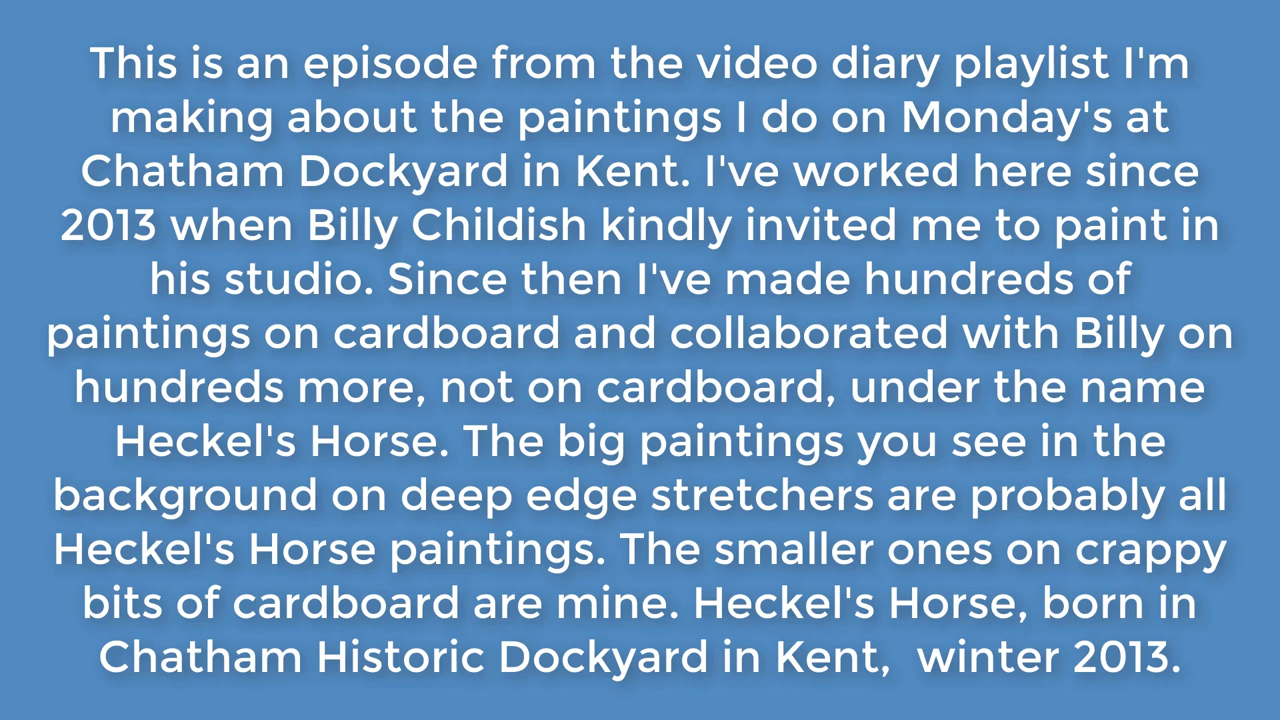 This is an episode from the video diary playlist I'm
making about the paintings I do on Monday's at
Chatham Dockyard in Kent. I've worked here since
2013 when Billy Childish kindly invited me to paint in
his studio. Since then I've made hundreds of
paintings on cardboard and collaborated with Billy on
hundreds more, not on cardboard, under the name
Heckel's Horse. The big paintings you see in the
background on deep edge stretchers are probably all
Heckel's Horse paintings. The smaller ones on crappy
bits of cardboard are mine. Heckel's Horse, born in
Chatham Historic Dockyard in Kent,  winter 2013.